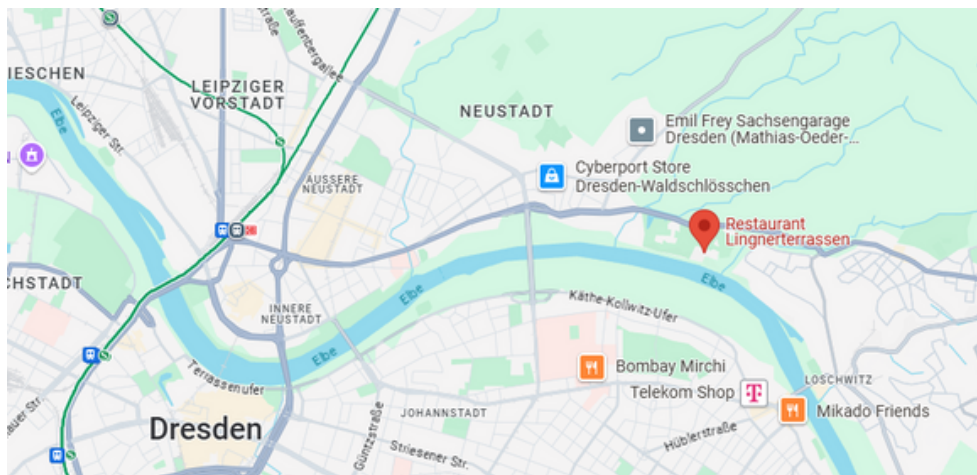 IESCHEN
Leipziger Str.
Elbe
LEIPZIGER
VORSTADT
NEUSTADT
Emil Frey Sachsengarage
Dresden (Mathias-Oeder-...
Cyberport Store
Dresden-Waldschlösschen
ÄUSSERE
NEUSTADT
Restaurant
Lingnerterrassen
CHSTADT
INNERE
NEUSTADT
Elbe
Elbe
Elbe
Käthe-Kollwitz-Ufer
Terrassenufer
Bombay Mirchi
Telekom Shop
T
LOSCHWITZ
Mikado Friends
JOHANNSTADT
Dresden
Güntzstraße
Striesener Str.
Hüblerstraße